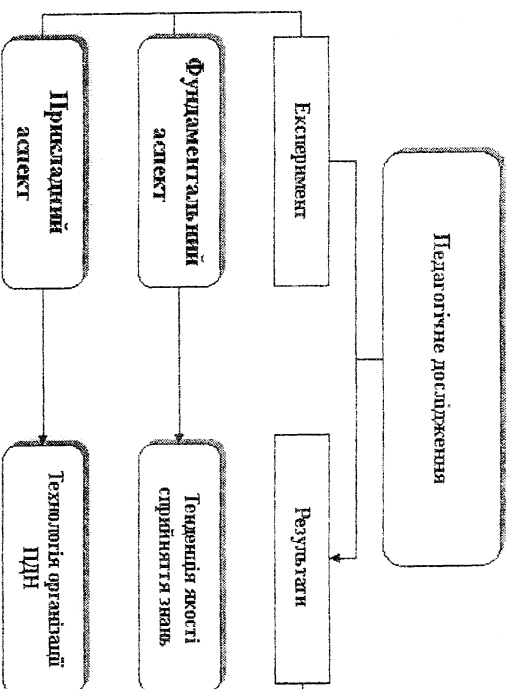 Педагогічне дослідження
Експеримент
Результати
Фундаментальний
аспект
Тенденція якості
сприйняття знань
Прикладний
аспект
Технологія організації
ПДН